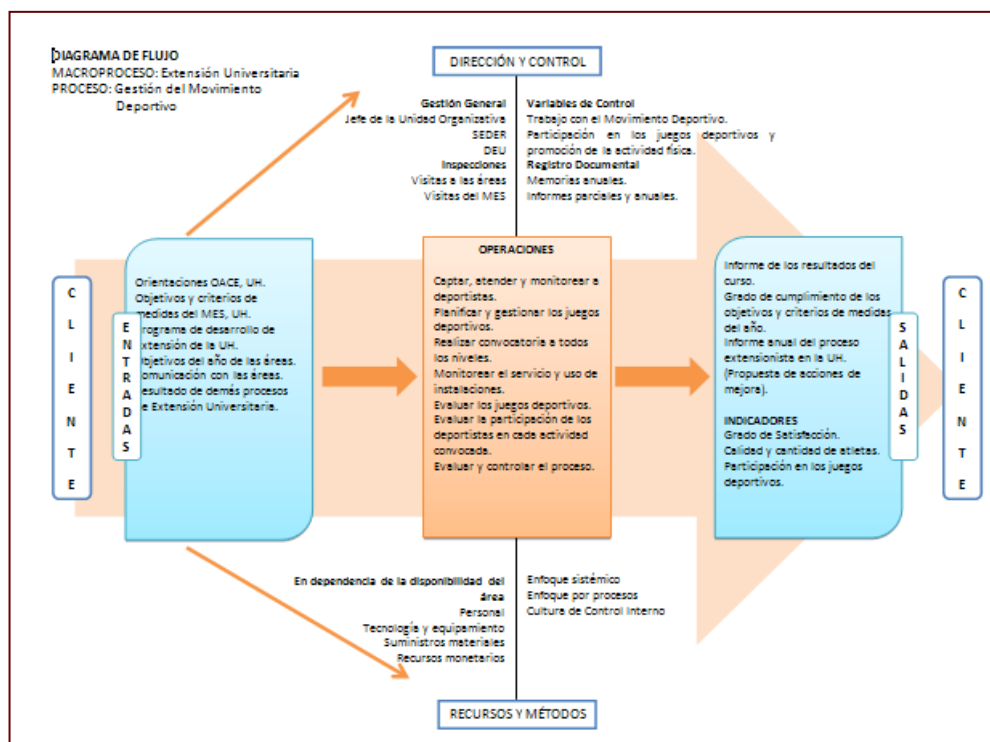 DIAGRAMA DE FLUJO
MACROPROCESO: Extensión Universitaria
PROCESO: Gestión del Movimiento
Deportivo
DIRECCIÓN Y CONTROL
Gestión General
Jefe de la Unidad Organizativa
SEDER
DEU
Inspecciones
Visitas a las áreas
Visitas del MES
Variables de Control
Trabajo con el Movimiento Deportivo.
Participación en los juegos deportivos y
promoción de la actividad física.
Registro Documental
Memorias anuales.
Informes parciales y anuales.
CLIENTE
ENTRADAS
Orientaciones OACE, UH.
Objetivos y criterios de
medidas del MES, UH.
Programa de desarrollo de
extensión de la UH.
Objetivos del año de las áreas.
Comunicación con las áreas.
Resultado de demás procesos
de Extensión Universitaria.
OPERACIONES
Captar, atender y monitorear a
deportistas.
Planificar y gestionar los juegos
deportivos.
Realizar convocatoria a todos
los niveles.
Monitorear el servicio y uso de
instalaciones.
Evaluar los juegos deportivos.
Evaluar la participación de los
deportistas en cada actividad
convocada.
Evaluar y controlar el proceso.
Informe de los resultados del
curso.
Grado de cumplimiento de los
objetivos y criterios de medidas
del año.
Informe anual del proceso
extensionista en la UH.
(Propuesta de acciones de
mejora).
INDICADORES
Grado de Satisfacción.
Calidad y cantidad de atletas.
Participación en los juegos
deportivos.
SALIDAS
CLIENTE
En dependencia de la disponibilidad del
área
Personal
Tecnología y equipamiento
Suministros materiales
Recursos monetarios
Enfoque sistémico
Enfoque por procesos
Cultura de Control Interno
RECURSOS Y MÉTODOS